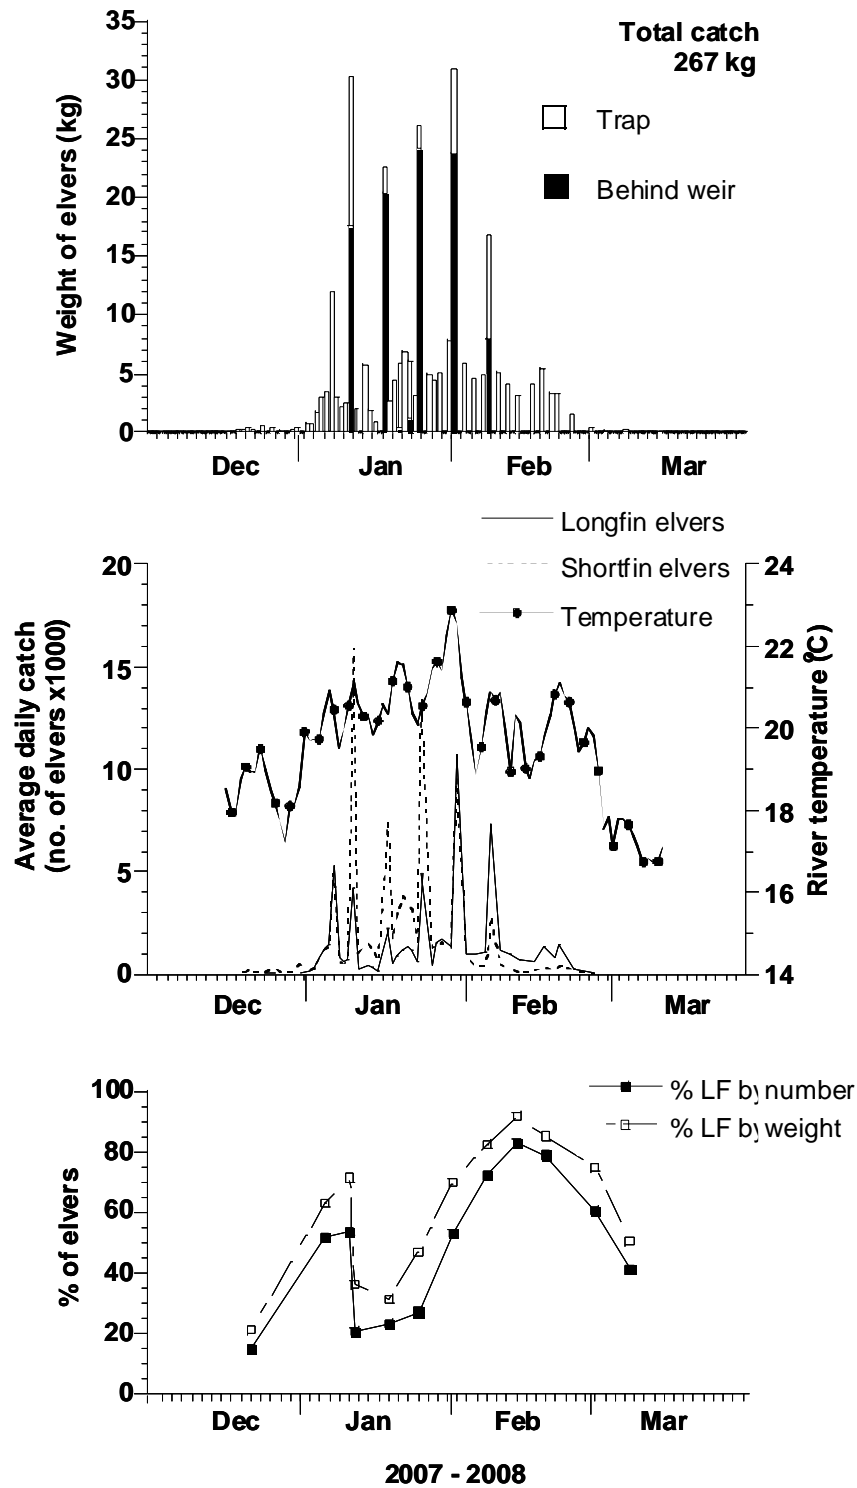 Total catch
267 kg
Trap
Behind weir
Weight of elvers (kg)
35
30
25
20
15
10
5
0
Dec Jan Feb Mar
Longfin elvers
Shortfin elvers
Temperature
Average daily catch
(no. of elvers x1000)
20
15
10
5
0
24
22
20
18
16
14
River temperature (°C)
Dec Jan Feb Mar
% LF by number
% LF by weight
% of elvers
100
80
60
40
20
0
Dec Jan Feb Mar
2007 - 2008